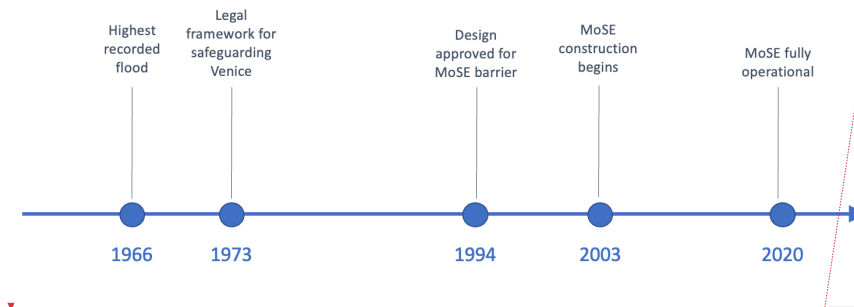 Highest
recorded
flood
Legal
framework for
safeguarding
Venice
Design
approved for
MoSE barrier
MoSE
construction
begins
MoSE fully
operational
1966
1973
1994
2003
2020